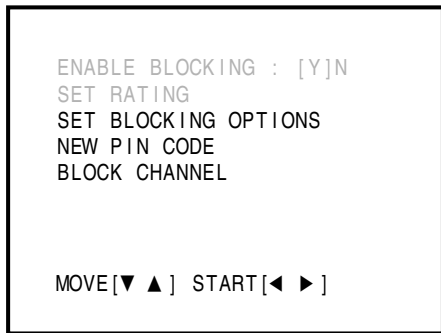 ENABLE BLOCKING : [Y]N
SET RATING
SET BLOCKING OPTIONS
NEW PIN CODE
BLOCK CHANNEL
MOVE[▼ ▲] START[◀ ▶]